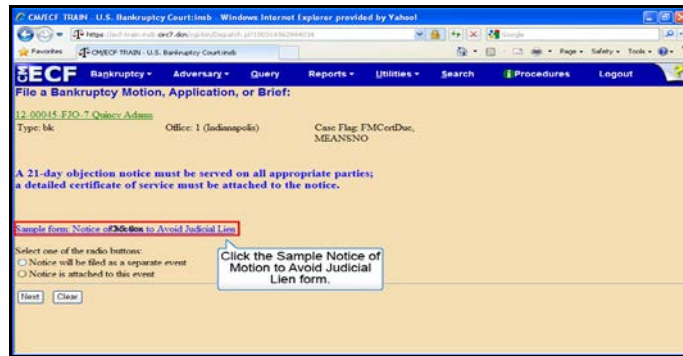 CM/ECF TRAIN - U.S. Bankruptcy Court:insb - Windows Internet Explorer provided by Yahoo!
Google
Favorites CM/ECF TRAIN - U.S. Bankruptcy Court:insb Page Safety Tools
ECF Bankruptcy Adversary Query Reports Utilities Search Procedures Logout
File a Bankruptcy Motion, Application, or Brief:
12-00045-FJO-7 Quincy Adams
Type: bk Office: 1 (Indianapolis) Case Flag: FMCertDue,
MEANSNO
A 21-day objection notice must be served on all appropriate parties;
a detailed certificate of service must be attached to the notice.
Sample form: Notice of Motion to Avoid Judicial Lien
Select one of the radio buttons:
Notice will be filed as a separate event
Notice is attached to this event
Click the Sample Notice of
Motion to Avoid Judicial
Lien form.
Next Clear